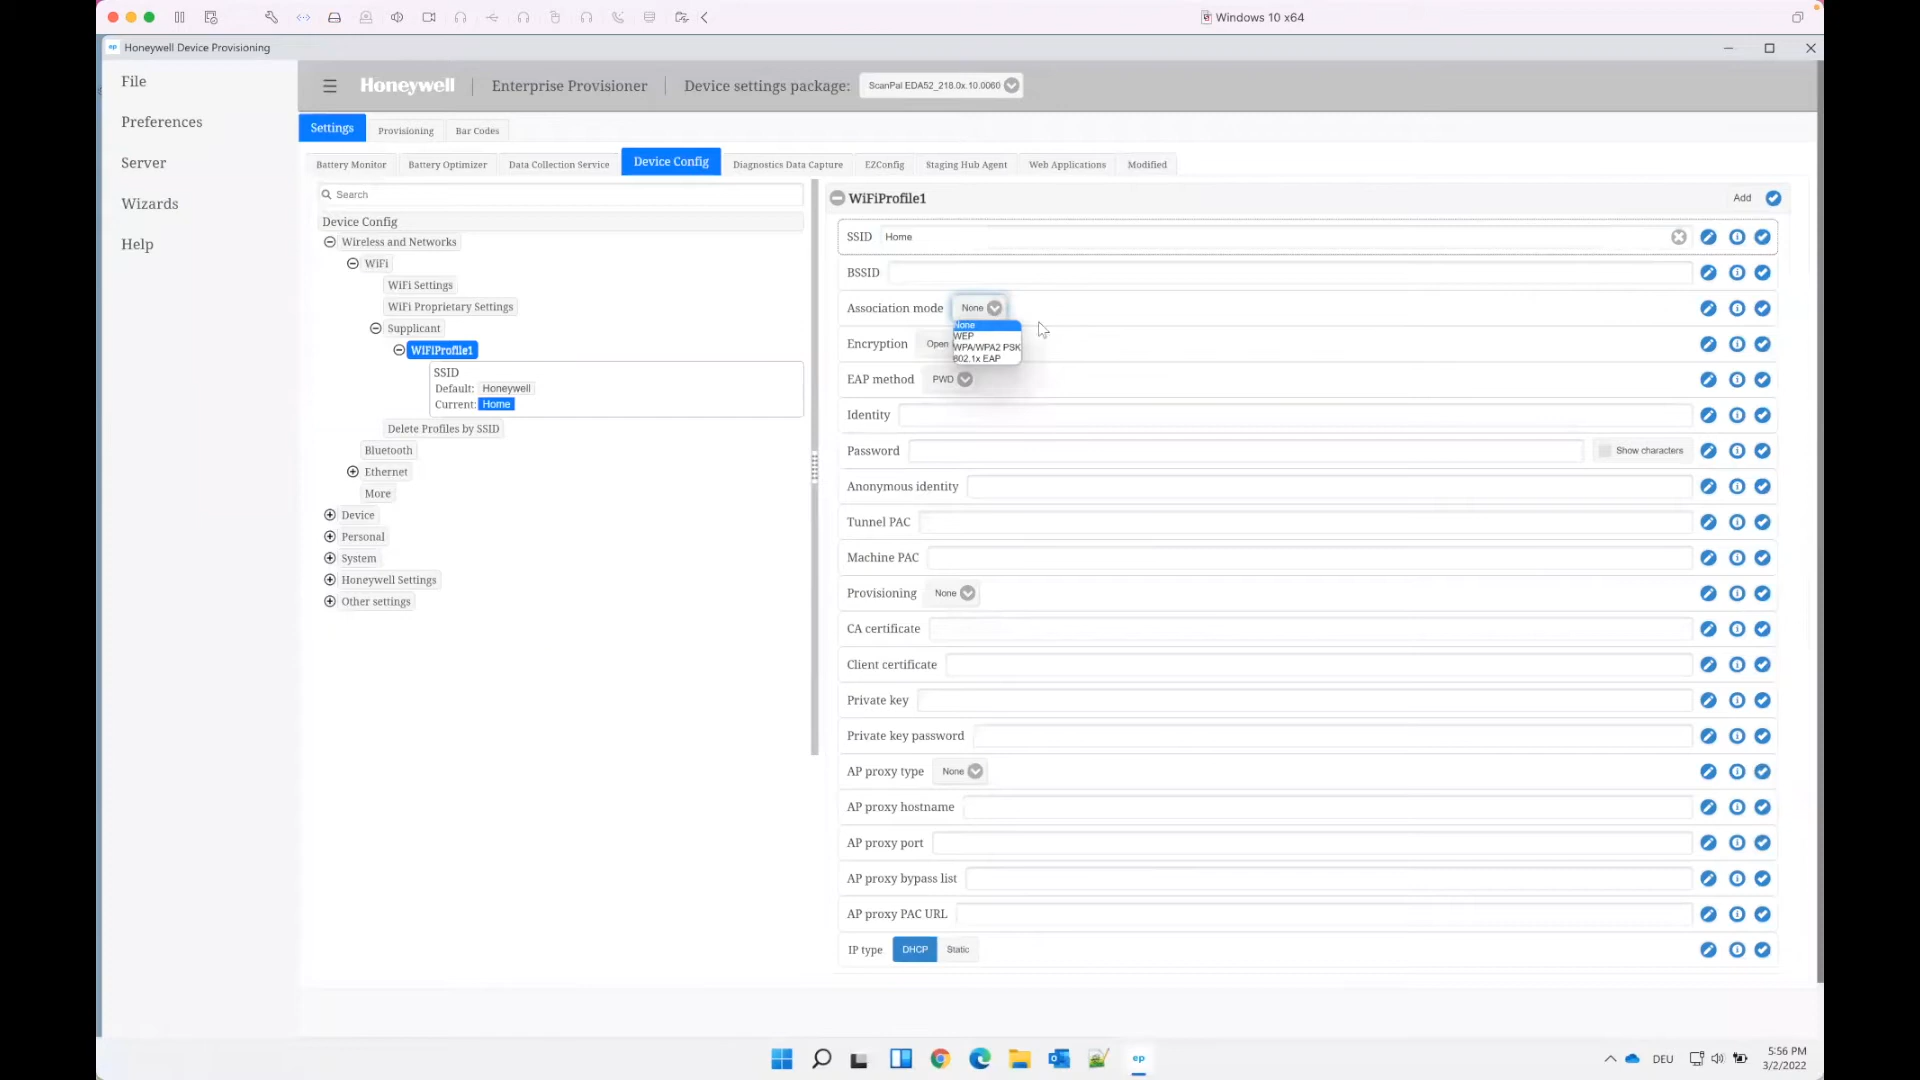 Windows 10 x64
ep Honeywell Device Provisioning
File
Preferences
Server
Wizards
Help
Honeywell Enterprise Provisioner Device settings package: ScanPal EDA52_218.0x.10.0060
Settings Provisioning Bar Codes
Battery Monitor Battery Optimizer Data Collection Service Device Config Diagnostics Data Capture EZConfig Staging Hub Agent Web Applications Modified
Search
Device Config
Wireless and Networks
WiFi
WiFi Settings
WiFi Proprietary Settings
Supplicant
WiFiProfile1
SSID
Default: Honeywell
Current: Home
Delete Profiles by SSID
Bluetooth
Ethernet
More
Device
Personal
System
Honeywell Settings
Other settings
WiFiProfile1 Add
SSID Home
BSSID
Association mode None
None
WEP
WPA/WPA2 PSK
802.1x EAP
Encryption Open
EAP method PWD
Identity
Password Show characters
Anonymous identity
Tunnel PAC
Machine PAC
Provisioning None
CA certificate
Client certificate
Private key
Private key password
AP proxy type None
AP proxy hostname
AP proxy port
AP proxy bypass list
AP proxy PAC URL
IP type DHCP Static
ep
DEU
5:56 PM
3/2/2022